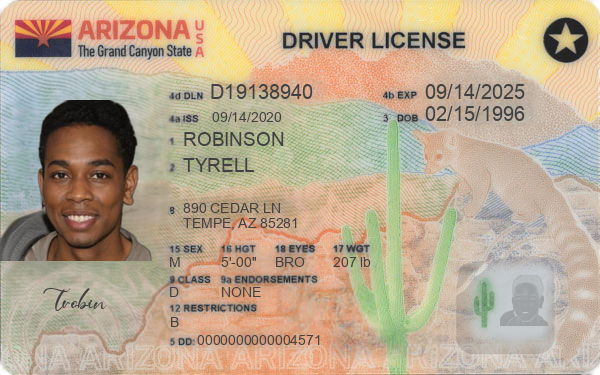 ARIZONA USA
The Grand Canyon State
DRIVER LICENSE
4d DLN D19138940
4b EXP 09/14/2025
4a ISS 09/14/2020
3 DOB 02/15/1996
1 ROBINSON
2 TYRELL
8 890 CEDAR LN
TEMPE, AZ 85281
15 SEX 16 HGT 18 EYES 17 WGT
M 5'-00" BRO 207 lb
9 CLASS 9a ENDORSEMENTS
D NONE
12 RESTRICTIONS
B
5 DD: 0000000000004571
Trobin
ARIZONA ARIZONA ARIZONA ARIZONA